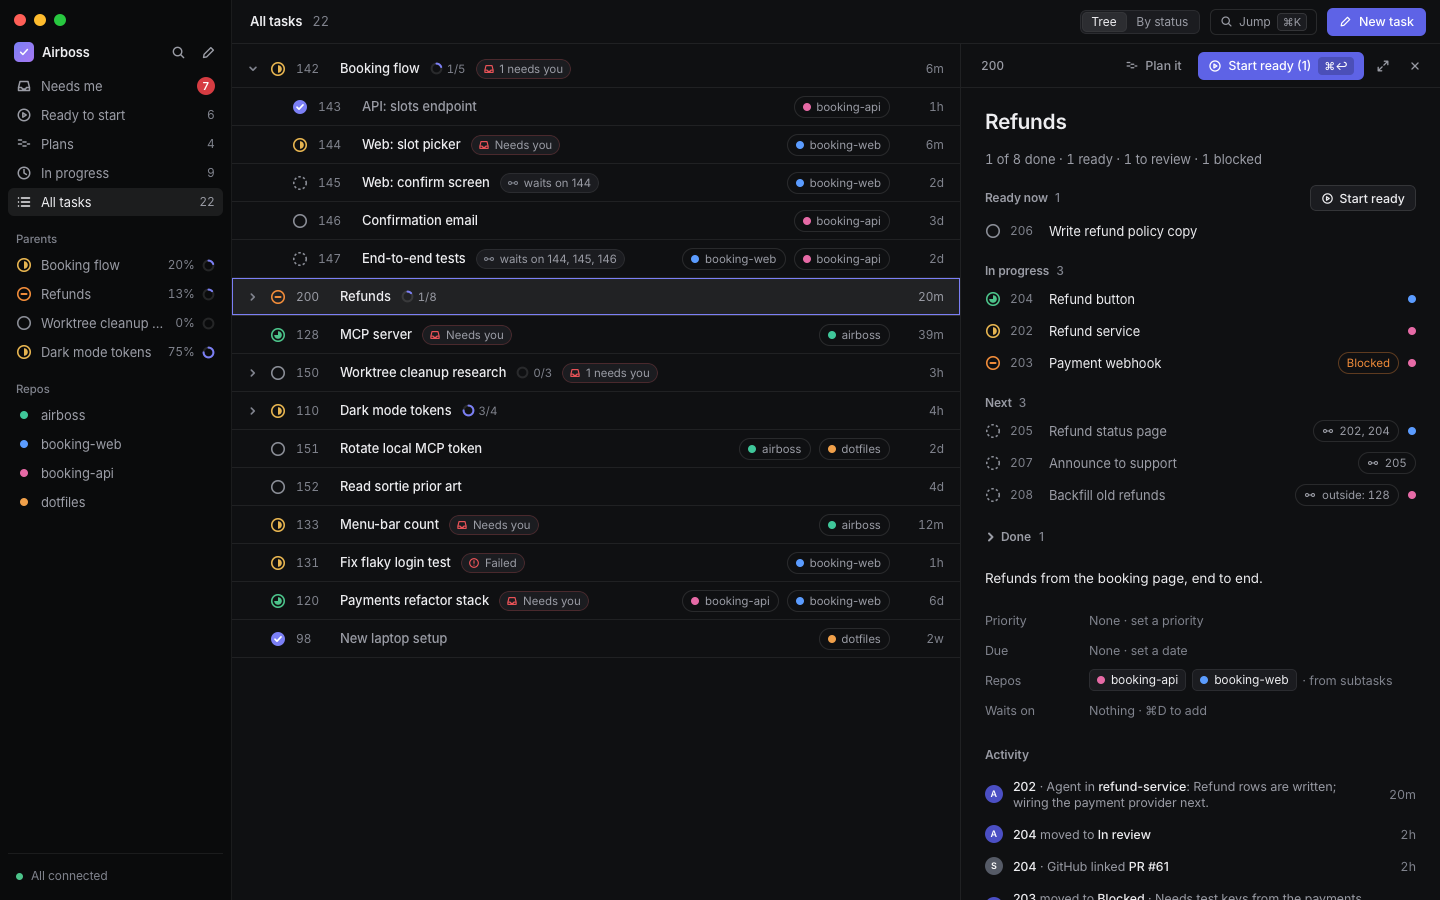 Airboss
Needs me 7
Ready to start 6
Plans 4
In progress 9
All tasks 22
Parents
Booking flow 20%
Refunds 13%
Worktree cleanup ... 0%
Dark mode tokens 75%
Repos
airboss
booking-web
booking-api
dotfiles
All connected
All tasks 22
Tree By status Jump ⌘K New task
142 Booking flow 1/5 1 needs you 6m
143 API: slots endpoint booking-api 1h
144 Web: slot picker Needs you booking-web 6m
145 Web: confirm screen waits on 144 booking-web 2d
146 Confirmation email booking-api 3d
147 End-to-end tests waits on 144, 145, 146 booking-web booking-api 2d
200 Refunds 1/8 20m
128 MCP server Needs you airboss 39m
150 Worktree cleanup research 0/3 1 needs you 3h
110 Dark mode tokens 3/4 4h
151 Rotate local MCP token airboss dotfiles 2d
152 Read sortie prior art 4d
133 Menu-bar count Needs you airboss 12m
131 Fix flaky login test Failed booking-web 1h
120 Payments refactor stack Needs you booking-api booking-web 6d
98 New laptop setup dotfiles 2w
200 Plan it Start ready (1) ⌘↩
Refunds
1 of 8 done · 1 ready · 1 to review · 1 blocked
Ready now 1 Start ready
206 Write refund policy copy
In progress 3
204 Refund button
202 Refund service
203 Payment webhook Blocked
Next 3
205 Refund status page 202, 204
207 Announce to support 205
208 Backfill old refunds outside: 128
Done 1
Refunds from the booking page, end to end.
Priority None · set a priority
Due None · set a date
Repos booking-api booking-web · from subtasks
Waits on Nothing · ⌘D to add
Activity
A 202 · Agent in refund-service: Refund rows are written;
wiring the payment provider next. 20m
A 204 moved to In review 2h
S 204 · GitHub linked PR #61 2h
203 moved to Blocked · Needs test keys from the payments